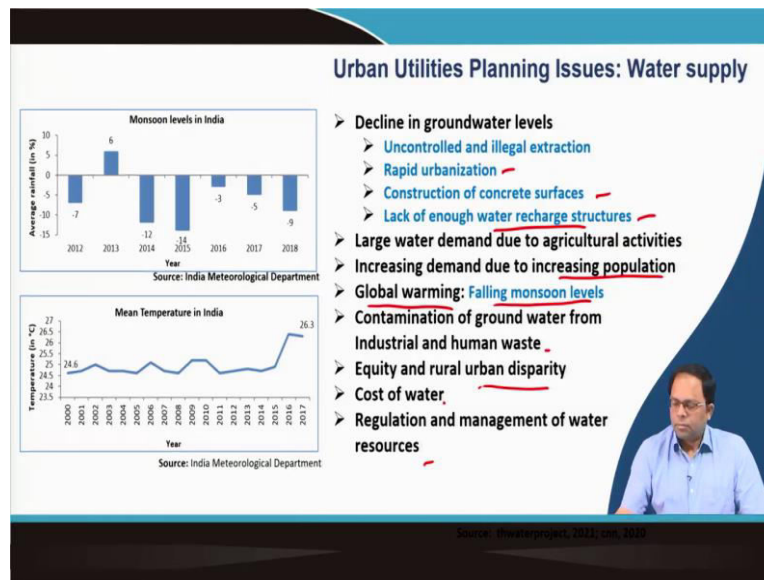 Urban Utilities Planning Issues: Water supply
Monsoon levels in India
Average rainfall (in %)
10
5
0
-5
-10
-15
-7
6
-12
-14
-3
-5
-9
2012 2013 2014 2015 2016 2017 2018
Year
Source: India Meteorological Department
Mean Temperature in India
Temperature (in °C)
27
26.5
26
25.5
25
24.5
24
23.5
24.6
26.3
2000 2001 2002 2003 2004 2005 2006 2007 2008 2009 2010 2011 2012 2013 2014 2015 2016 2017
Year
Source: India Meteorological Department
➢ Decline in groundwater levels
➢ Uncontrolled and illegal extraction
➢ Rapid urbanization
➢ Construction of concrete surfaces
➢ Lack of enough water recharge structures
➢ Large water demand due to agricultural activities
➢ Increasing demand due to increasing population
➢ Global warming: Falling monsoon levels
➢ Contamination of ground water from
Industrial and human waste
➢ Equity and rural urban disparity
➢ Cost of water
➢ Regulation and management of water
resources
Source: thwaterproject, 2021; cnn, 2020